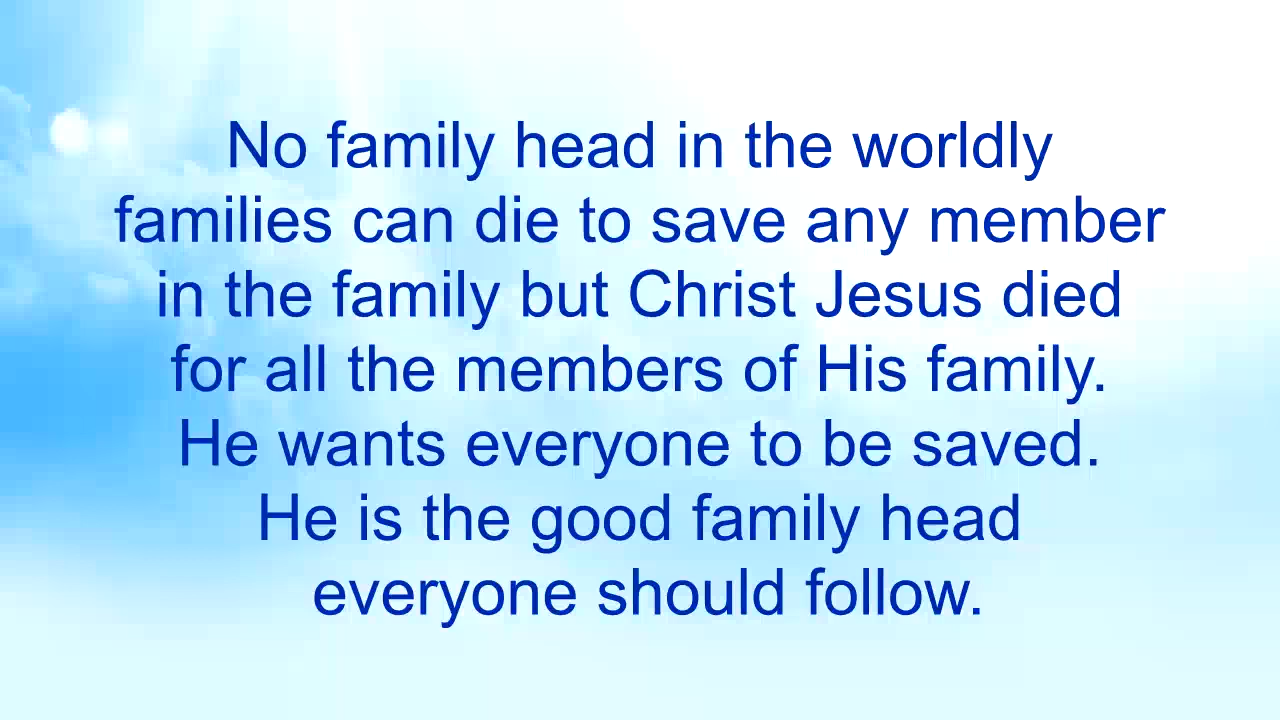 No family head in the worldly
families can die to save any member
in the family but Christ Jesus died
for all the members of His family.
He wants everyone to be saved.
He is the good family head
everyone should follow.